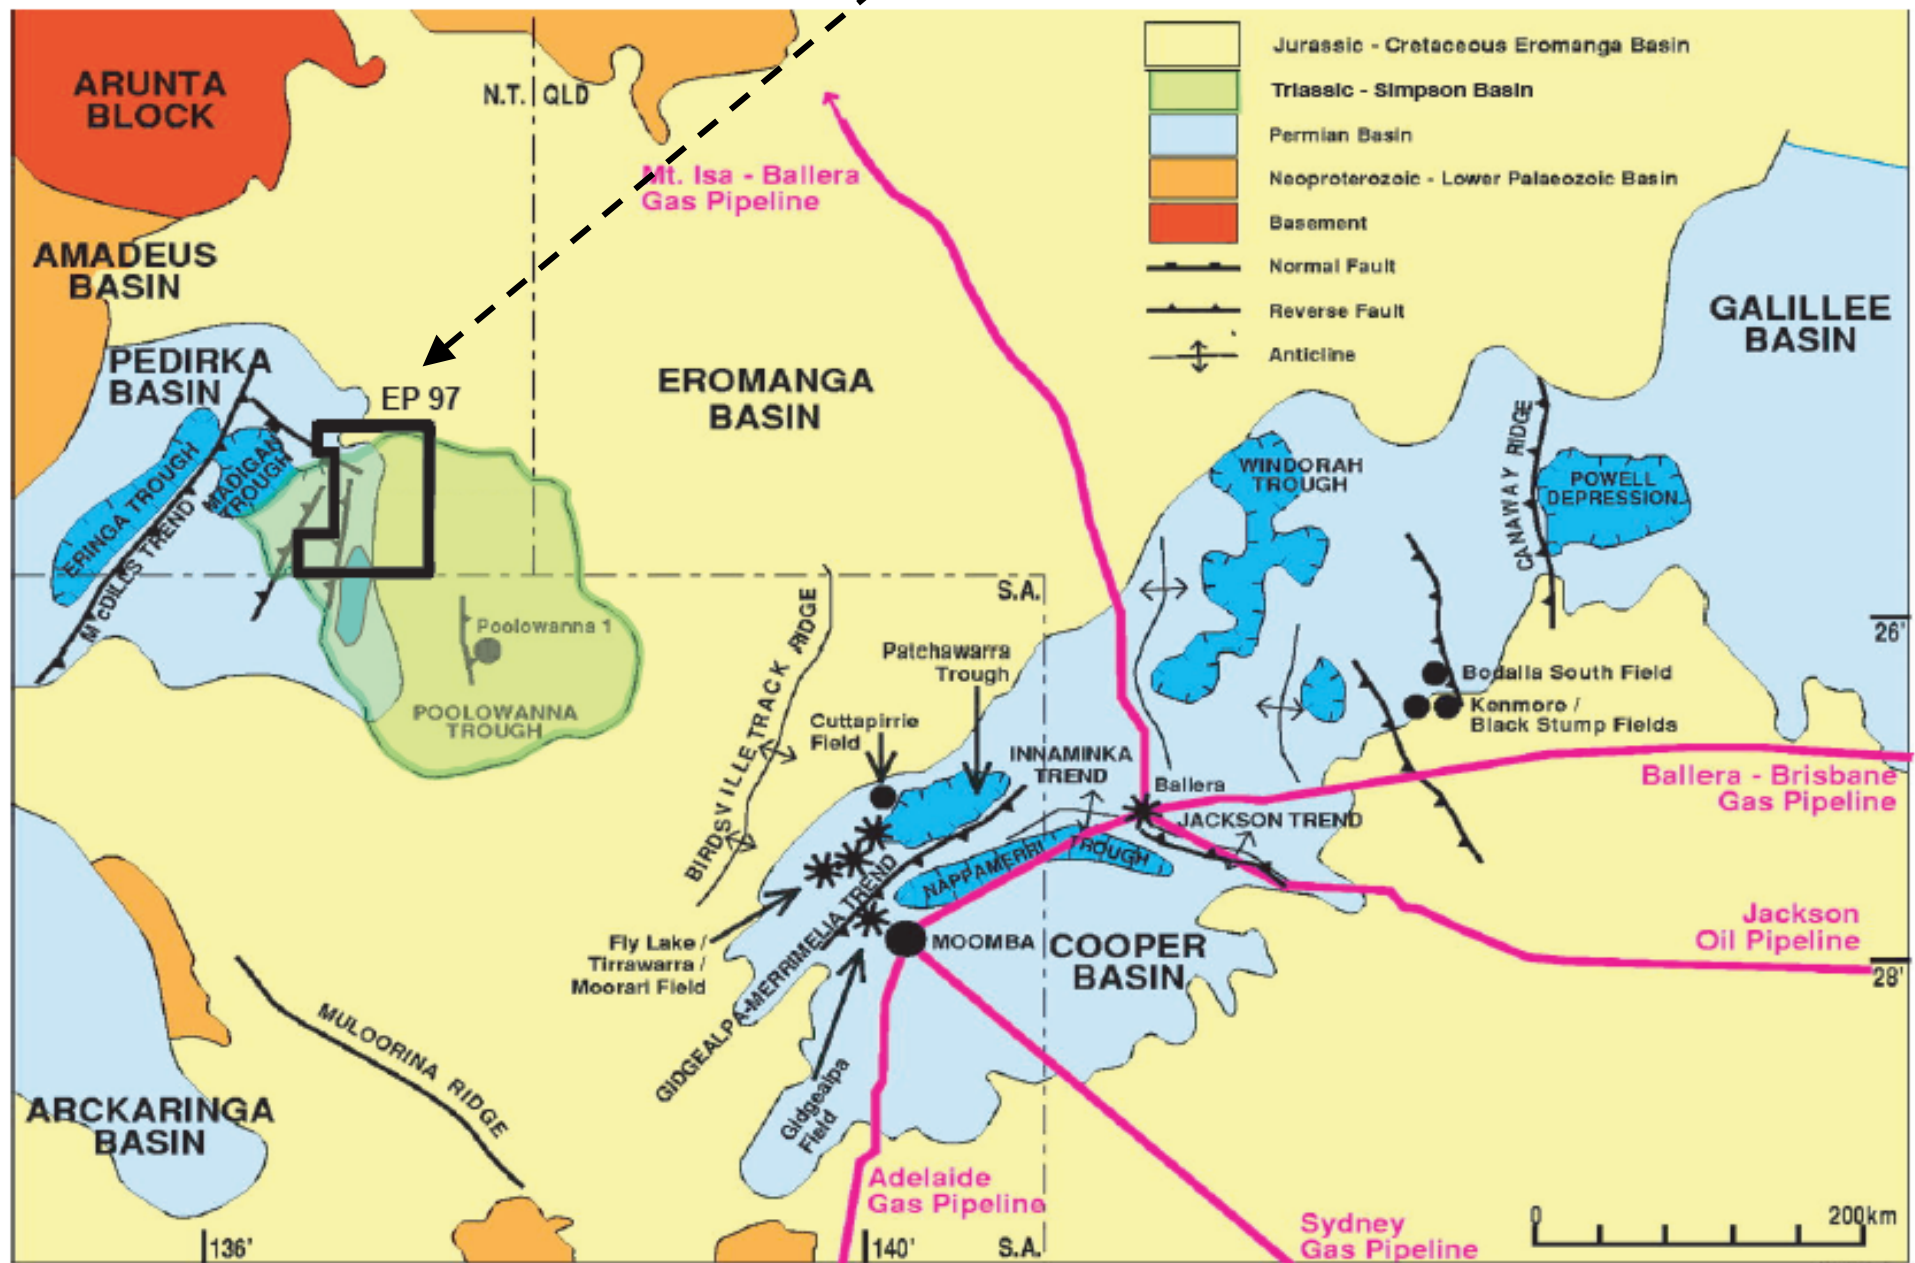 ARUNTA
BLOCK
N.T.
QLD
Jurassic - Cretaceous Eromanga Basin
Triassic - Simpson Basin
Permian Basin
Neoproterozoic - Lower Palaeozoic Basin
Basement
Normal Fault
Reverse Fault
Anticline
Mt. Isa - Ballera
Gas Pipeline
AMADEUS
BASIN
GALILLEE
BASIN
PEDIRKA
BASIN
EP 97
EROMANGA
BASIN
ERINGA TROUGH
MADIGAN
TROUGH
McDILLS TREND
WINDORAH
TROUGH
CANAWAY RIDGE
POWELL
DEPRESSION
S.A.
26'
Poolowanna 1
POOLOWANNA
TROUGH
BIRDSVILLE TRACK RIDGE
Patchawarra
Trough
Cuttapirrie
Field
Bodalla South Field
Kenmore /
Black Stump Fields
INNAMINKA
TREND
Ballera
JACKSON TREND
Ballera - Brisbane
Gas Pipeline
NAPPAMERRI TROUGH
GIDGEALPA-MERRIMELIA TREND
Fly Lake /
Tirrawarra /
Moorari Field
MOOMBA
COOPER
BASIN
Jackson
Oil Pipeline
28'
MULOORINA RIDGE
Gidgealpa
Field
ARCKARINGA
BASIN
Adelaide
Gas Pipeline
Sydney
Gas Pipeline
136'
140'
S.A.
0
200km